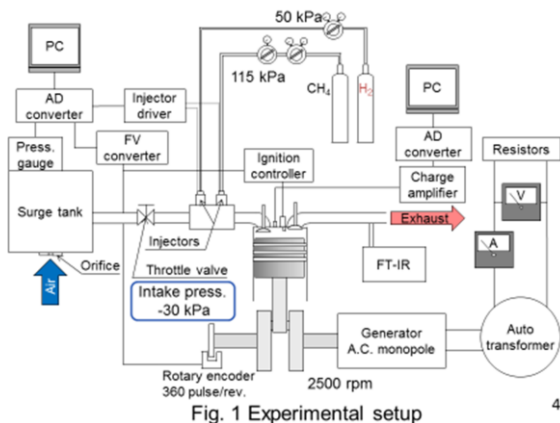 50 kPa
PC
115 kPa
CH4
H2
PC
AD
converter
Injector
driver
AD
converter
Resistors
Press.
gauge
FV
converter
Ignition
controller
Charge
amplifier
V
Surge tank
Exhaust
A
Injectors
Orifice
Throttle valve
FT-IR
Air
Intake press.
-30 kPa
Generator
A.C. monopole
Auto
transformer
Rotary encoder
360 pulse/rev.
2500 rpm
Fig. 1 Experimental setup
4